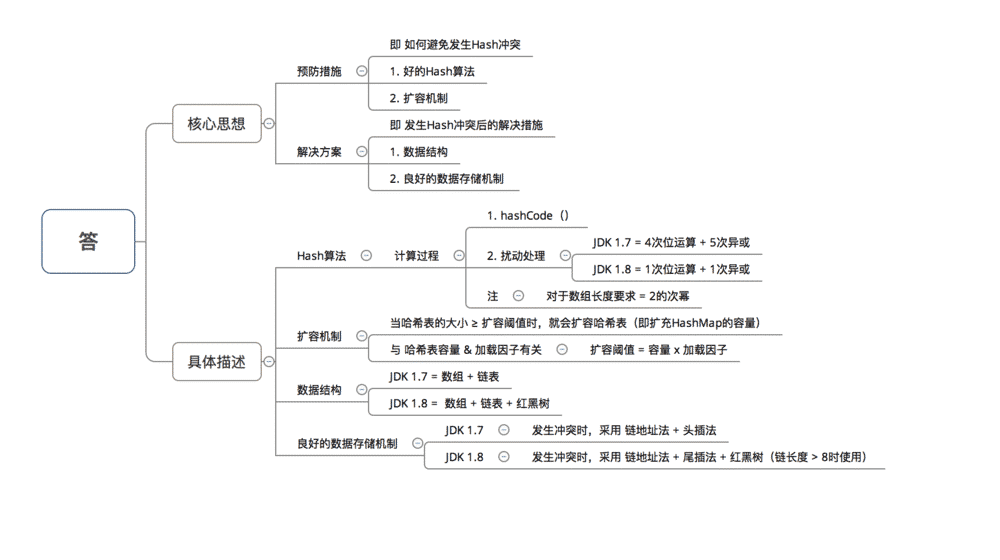 答
核心思想
预防措施
即 如何避免发生Hash冲突
1. 好的Hash算法
2. 扩容机制
解决方案
即 发生Hash冲突后的解决措施
1. 数据结构
2. 良好的数据存储机制
具体描述
Hash算法
计算过程
1. hashCode（）
2. 扰动处理
JDK 1.7 = 4次位运算 + 5次异或
JDK 1.8 = 1次位运算 + 1次异或
注
对于数组长度要求 = 2的次幂
扩容机制
当哈希表的大小 ≥ 扩容阈值时，就会扩容哈希表（即扩充HashMap的容量）
与 哈希表容量 & 加载因子有关
扩容阈值 = 容量 x 加载因子
数据结构
JDK 1.7 = 数组 + 链表
JDK 1.8 = 数组 + 链表 + 红黑树
良好的数据存储机制
JDK 1.7
发生冲突时，采用 链地址法 + 头插法
JDK 1.8
发生冲突时，采用 链地址法 + 尾插法 + 红黑树（链长度 > 8时使用）